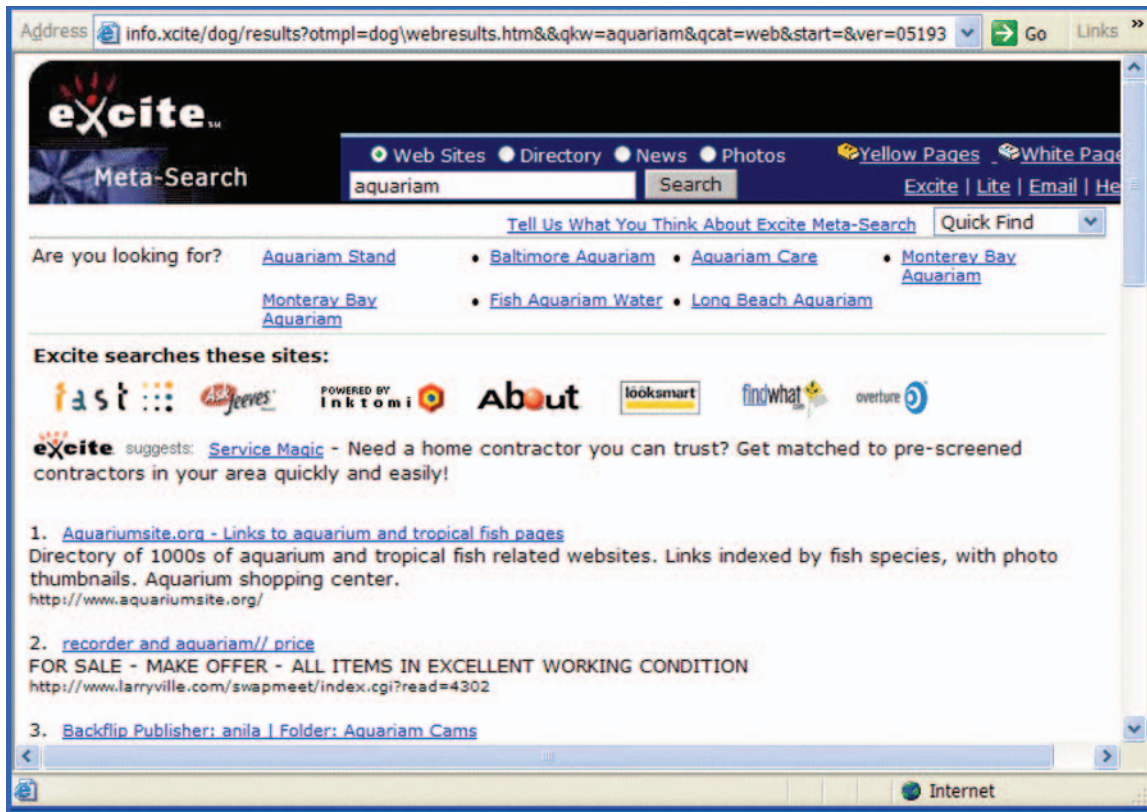 Address info.xcite/dog/results?otmpl=dog\webresults.htm&&qkw=aquariam&qcat=web&start=&ver=05193 Go Links »
excite SM
Meta-Search
Web Sites Directory News Photos Yellow Pages White Page
aquariam Search Excite | Lite | Email | He
Tell Us What You Think About Excite Meta-Search Quick Find
Are you looking for? Aquariam Stand • Baltimore Aquariam • Aquariam Care • Monterey Bay
Aquariam
Monteray Bay • Fish Aquariam Water • Long Beach Aquariam
Aquariam
Excite searches these sites:
fast Ask Jeeves POWERED BY Inktomi About lööksmart findwhat .com overture
excite suggests: Service Magic - Need a home contractor you can trust? Get matched to pre-screened
contractors in your area quickly and easily!
1. Aquariumsite.org - Links to aquarium and tropical fish pages
Directory of 1000s of aquarium and tropical fish related websites. Links indexed by fish species, with photo
thumbnails. Aquarium shopping center.
http://www.aquariumsite.org/
2. recorder and aquariam// price
FOR SALE - MAKE OFFER - ALL ITEMS IN EXCELLENT WORKING CONDITION
http://www.larryville.com/swapmeet/index.cgi?read=4302
3. Backflip Publisher: anila | Folder: Aquariam Cams
Internet